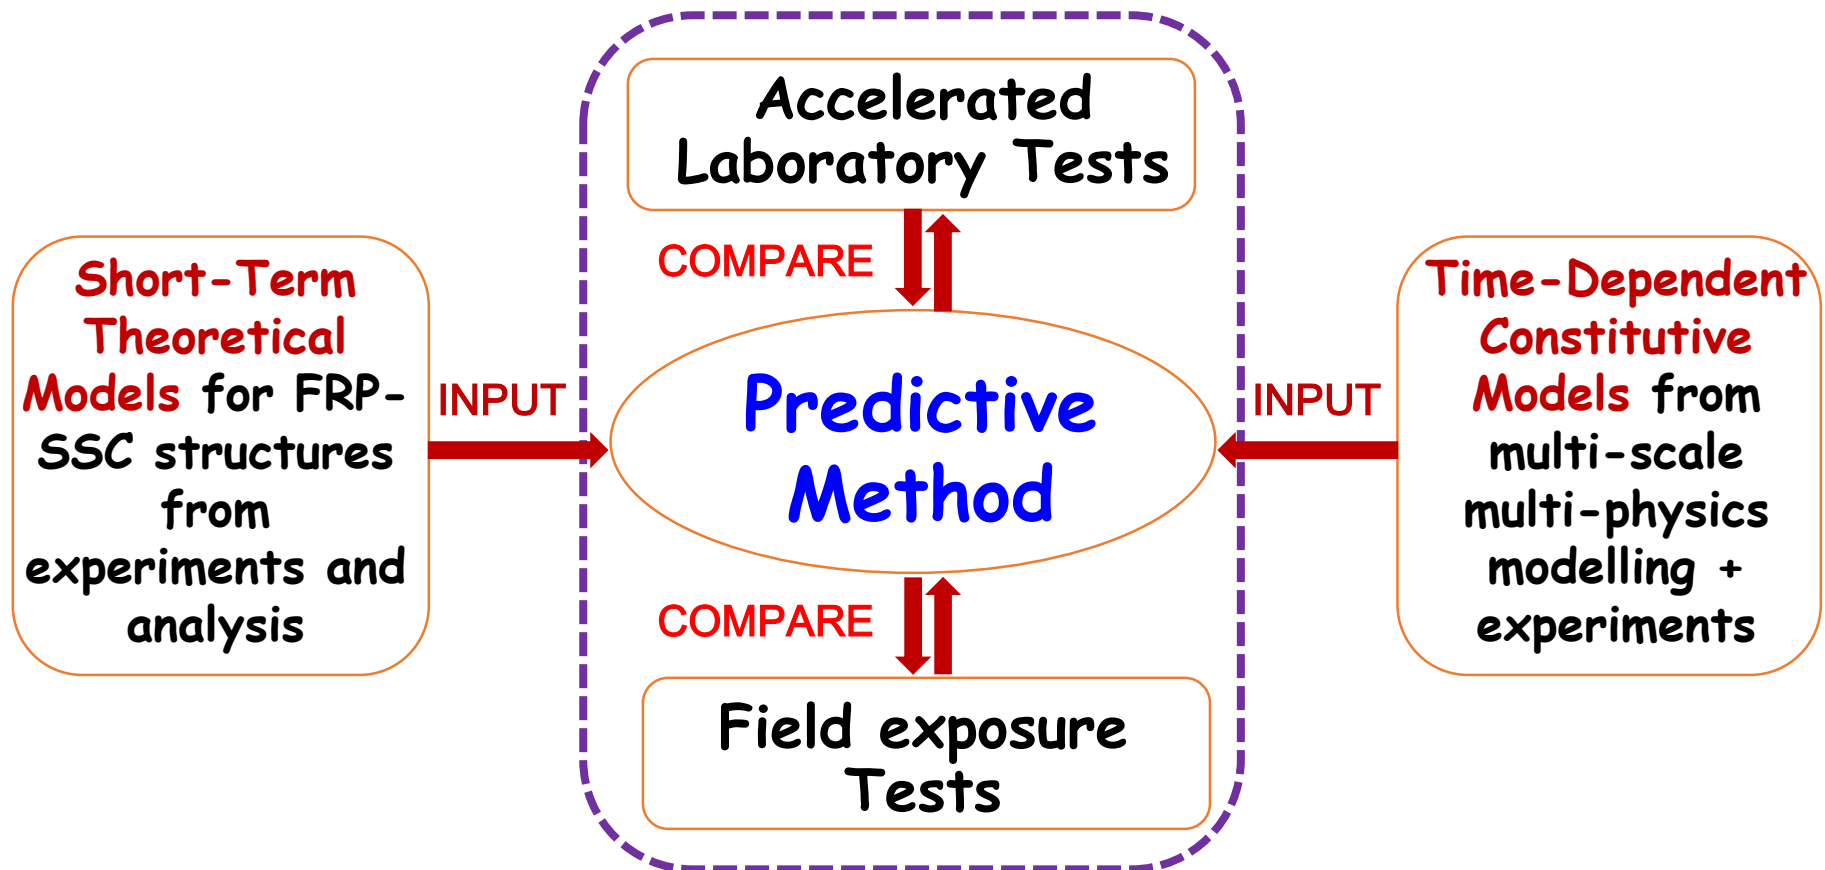 Accelerated
Laboratory Tests
COMPARE
Short-Term
Theoretical
Models for FRP-
SSC structures
from
experiments and
analysis
INPUT
Predictive
Method
INPUT
Time-Dependent
Constitutive
Models from
multi-scale
multi-physics
modelling +
experiments
COMPARE
Field exposure
Tests